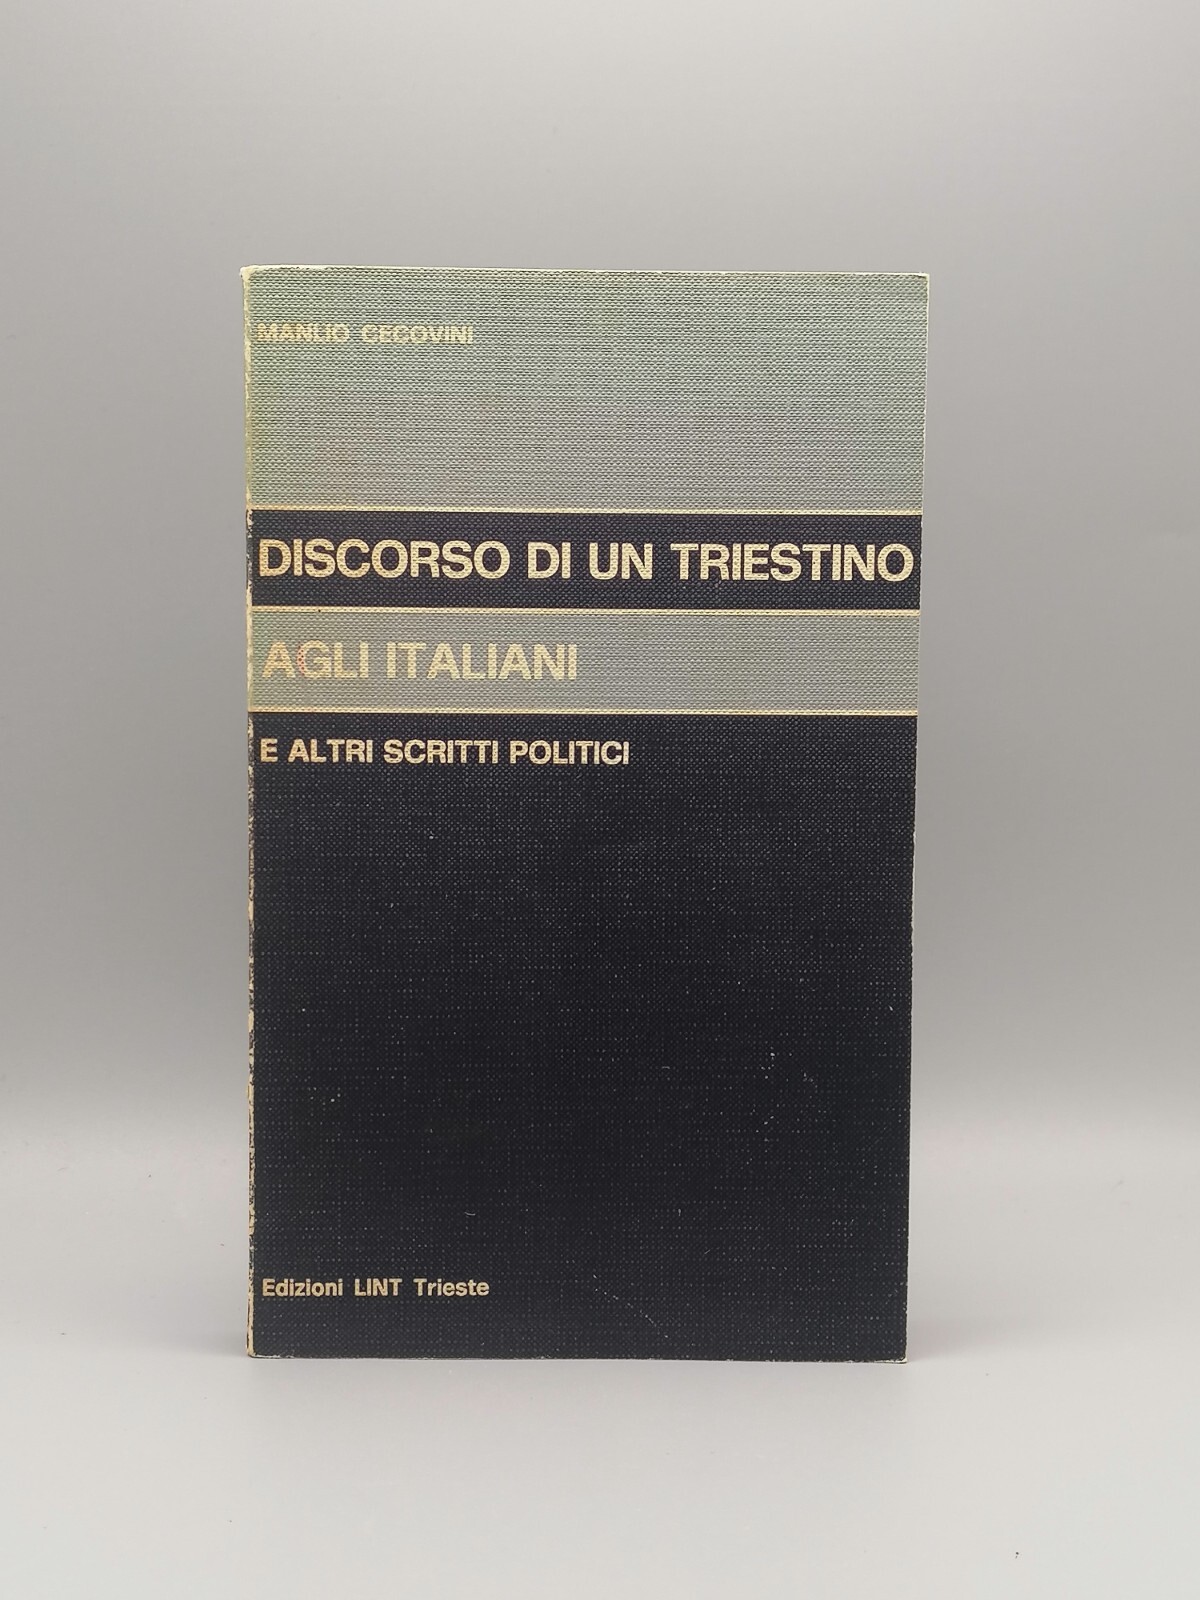 MANLIO CECOVINI
DISCORSO DI UN TRIESTINO
AGLI ITALIANI
E ALTRI SCRITTI POLITICI
Edizioni LINT Trieste